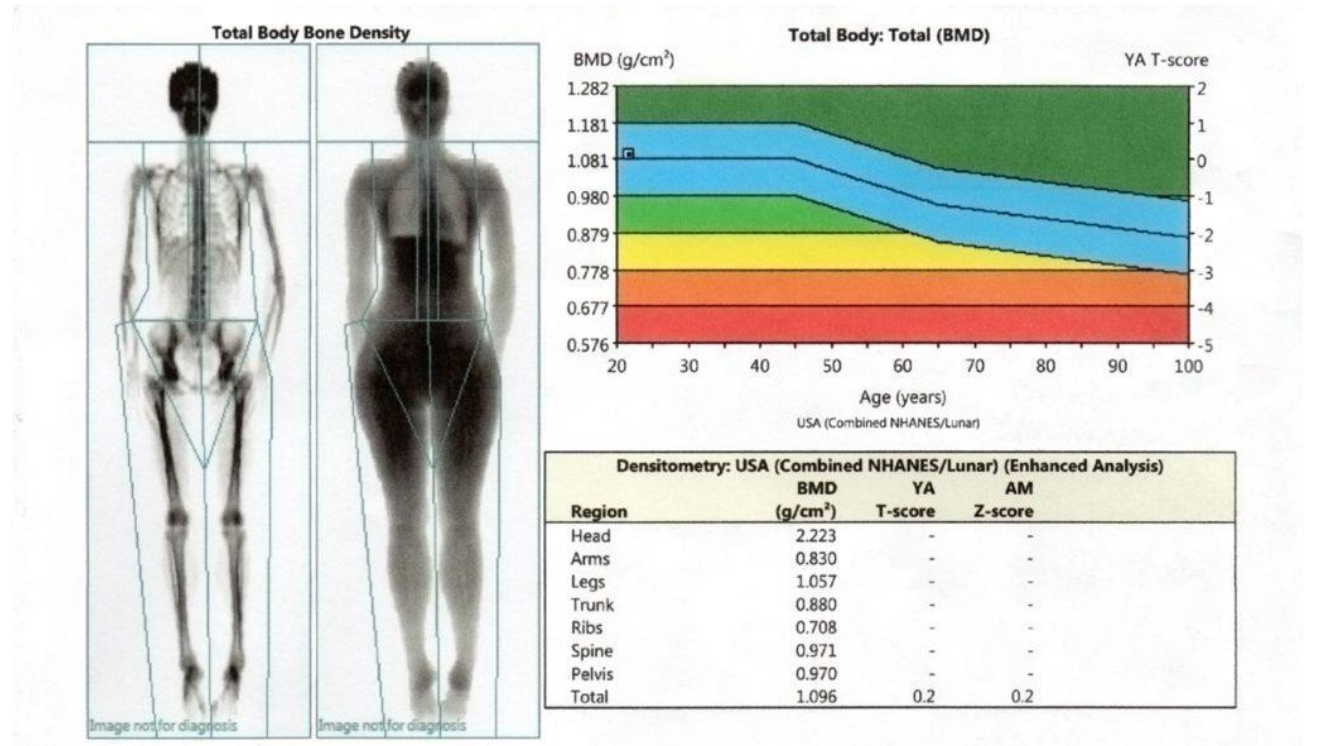 Total Body Bone Density
Image not for diagnosis
Image not for diagnosis
Total Body: Total (BMD)
BMD (g/cm²)
YA T-score
1.282
1.181
1.081
0.980
0.879
0.778
0.677
0.576
2
1
0
-1
-2
-3
-4
-5
20 30 40 50 60 70 80 90 100
Age (years)
USA (Combined NHANES/Lunar)
Densitometry: USA (Combined NHANES/Lunar) (Enhanced Analysis)
BMD YA AM
Region (g/cm²) T-score Z-score
Head 2.223 - -
Arms 0.830 - -
Legs 1.057 - -
Trunk 0.880 - -
Ribs 0.708 - -
Spine 0.971 - -
Pelvis 0.970 - -
Total 1.096 0.2 0.2